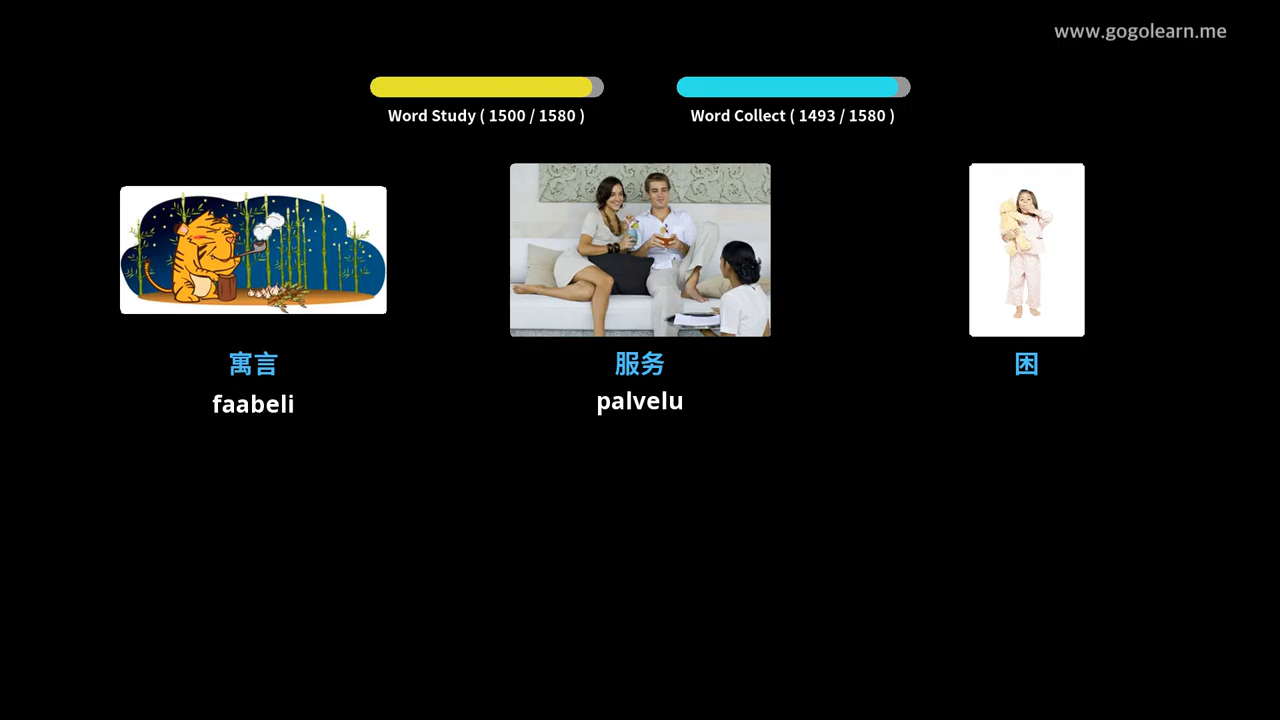 www.gogolearn.me
Word Study ( 1500 / 1580 )
Word Collect ( 1493 / 1580 )
寓言
服务
困
faabeli
palvelu